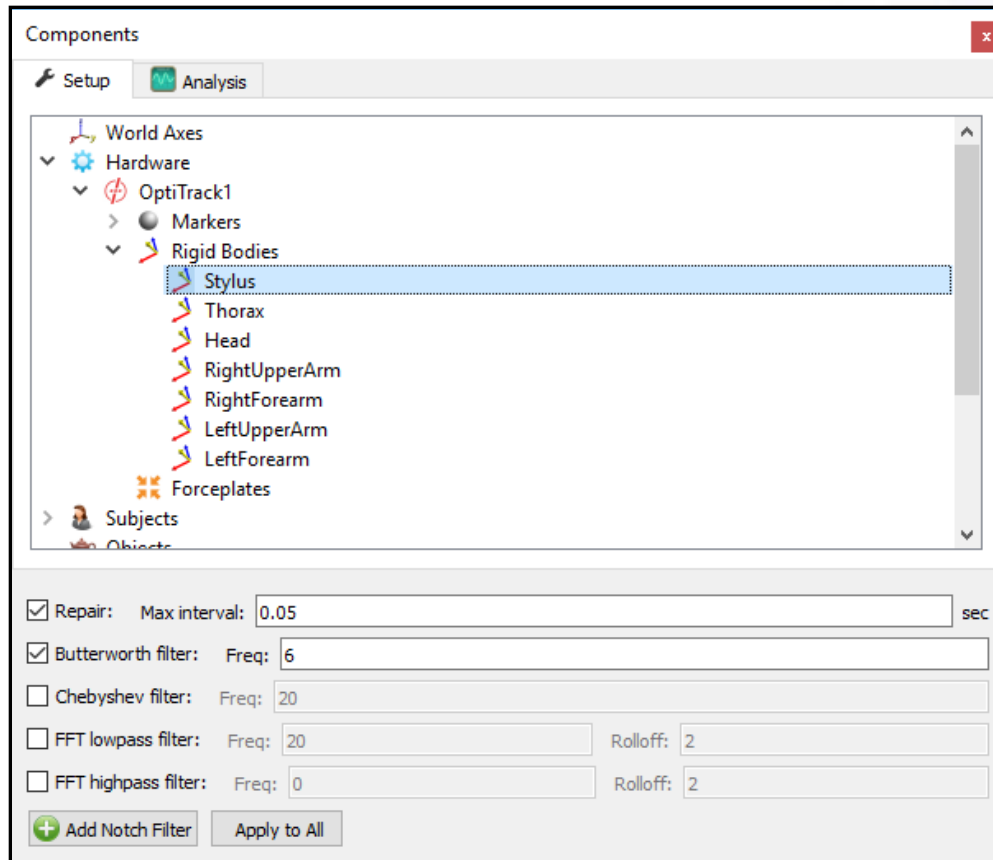 Components
x
Setup Analysis
World Axes
Hardware
OptiTrack1
Markers
Rigid Bodies
Stylus
Thorax
Head
RightUpperArm
RightForearm
LeftUpperArm
LeftForearm
Forceplates
Subjects
Objects
Repair: Max interval: 0.05 sec
Butterworth filter: Freq: 6
Chebyshev filter: Freq: 20
FFT lowpass filter: Freq: 20 Rolloff: 2
FFT highpass filter: Freq: 0 Rolloff: 2
Add Notch Filter Apply to All